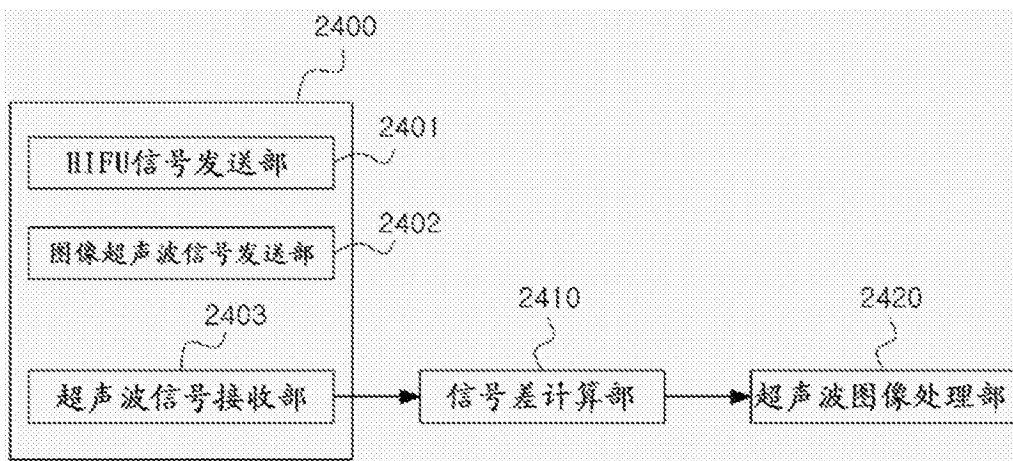 2400
2401
HIFU信号发送部
2402
图像超声波信号发送部
2403
2410
2420
超声波信号接收部
信号差计算部
超声波图像处理部